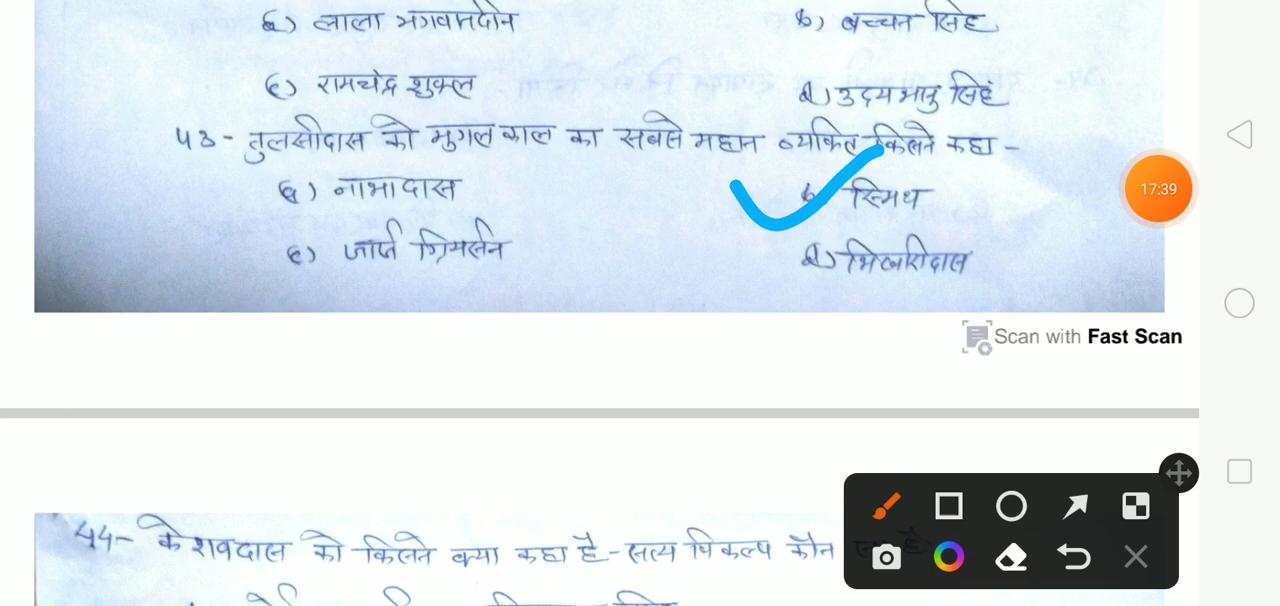 a) लाला भगवानदीन b) बच्चन सिंह
c) रामचंद्र शुक्ल d) उदयभानु सिंह
43- तुलसीदास को मुगल काल का सबसे महान व्यक्ति किसने कहा -
a) नाभादास b) स्मिथ
c) जार्ज ग्रियर्सन d) भिखारीदास
17:39
Scan with Fast Scan
44- केशवदास को किसने क्या कहा है - सत्य विकल्प कौन